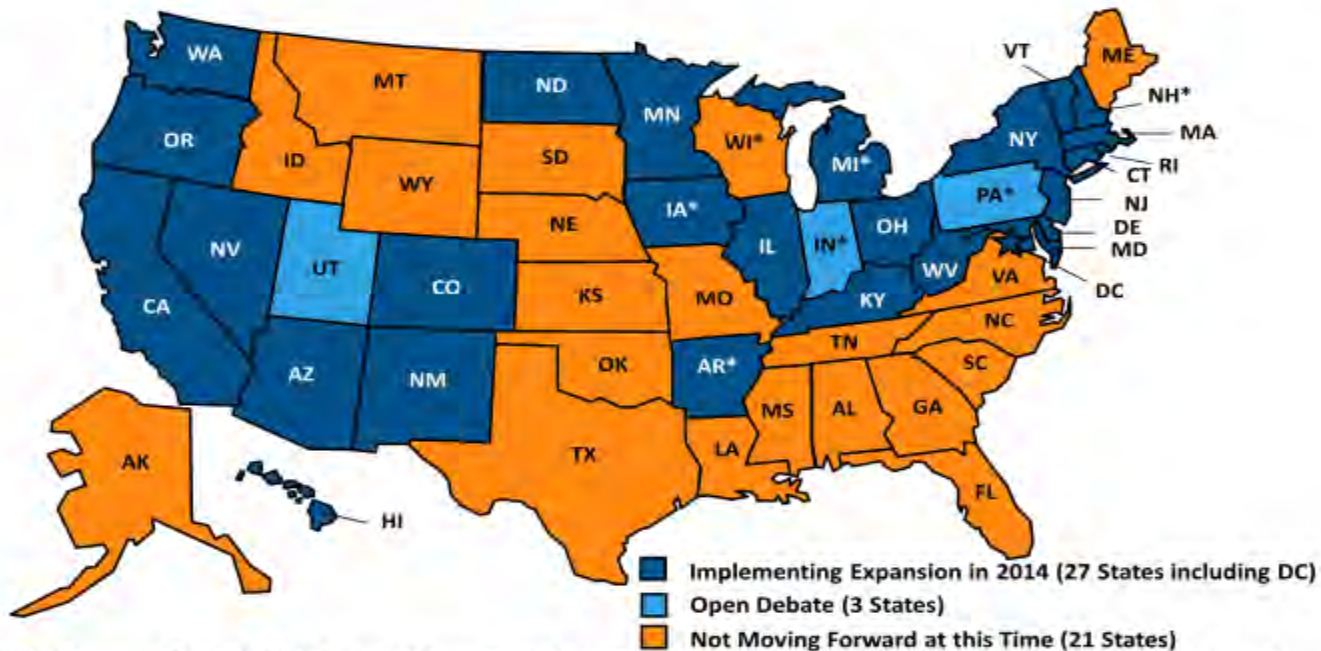 WA
MT
ND
MN
VT
ME
NH*
MA
RI
CT
NJ
DE
MD
DC
OR
ID
WY
SD
WI*
MI*
NY
PA*
NV
UT
CO
NE
IA*
IL
IN*
OH
WV
VA
CA
KS
MO
KY
NC
AZ
NM
OK
AR*
TN
SC
TX
LA
MS
AL
GA
FL
AK
HI
Implementing Expansion in 2014 (27 States including DC)
Open Debate (3 States)
Not Moving Forward at this Time (21 States)